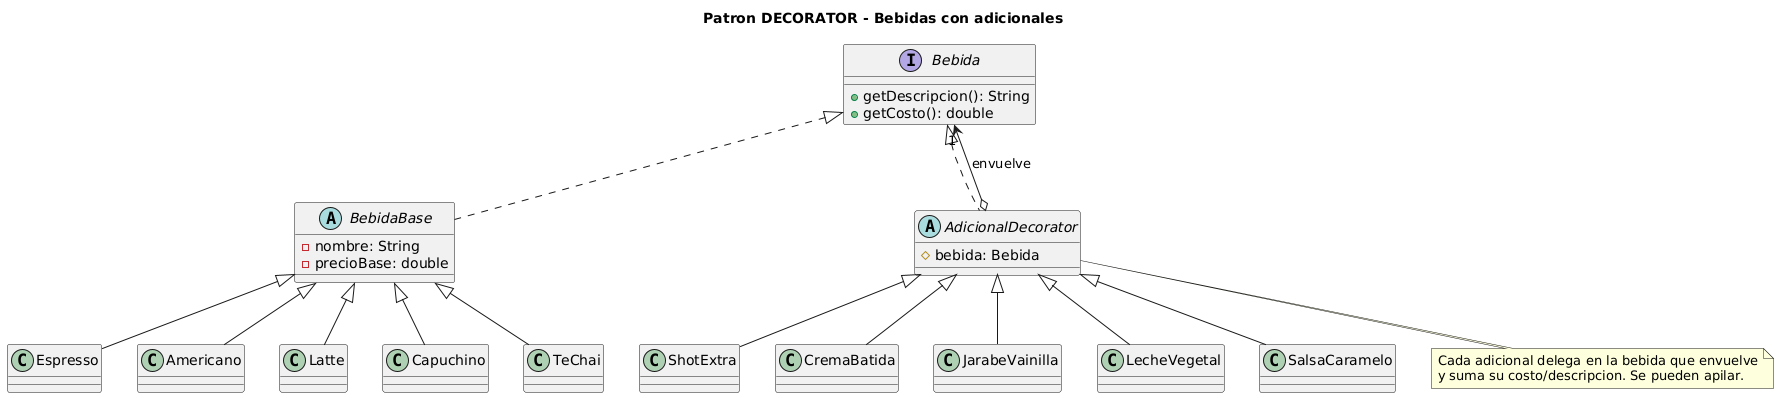 Patron DECORATOR - Bebidas con adicionales
I Bebida
getDescripcion(): String
getCosto(): double
1
envuelve
A BebidaBase
nombre: String
precioBase: double
A AdicionalDecorator
bebida: Bebida
C Espresso
C Americano
C Latte
C Capuchino
C TeChai
C ShotExtra
C CremaBatida
C JarabeVainilla
C LecheVegetal
C SalsaCaramelo
Cada adicional delega en la bebida que envuelve
y suma su costo/descripcion. Se pueden apilar.